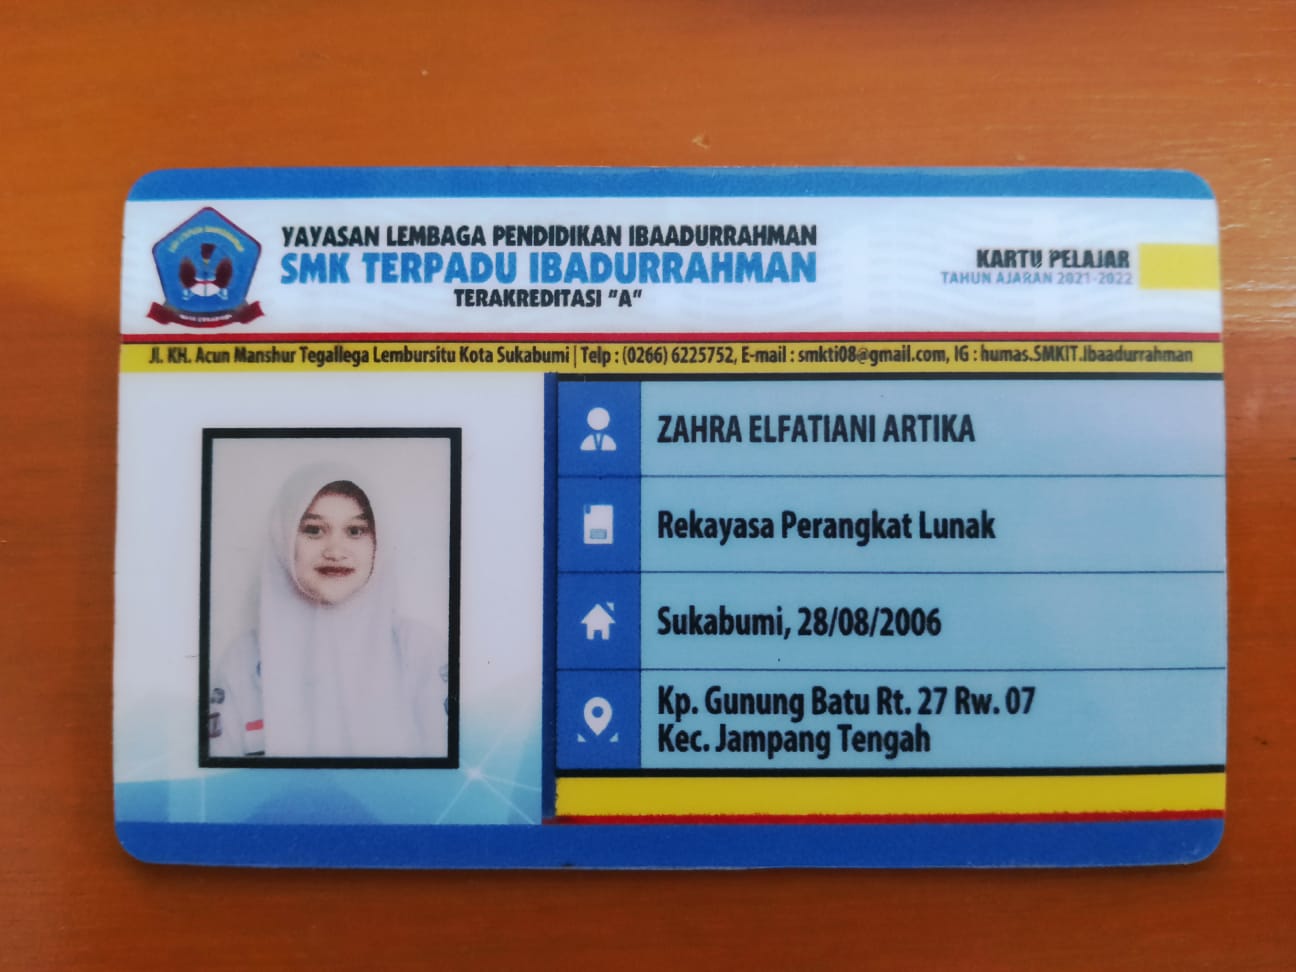 YAYASAN LEMBAGA PENDIDIKAN IBAADURRAHMAN
SMK TERPADU IBADURRAHMAN
TERAKREDITASI "A"
KARTU PELAJAR
TAHUN AJARAN 2021-2022
Jl. KH. Acun Manshur Tegallega Lembursitu Kota Sukabumi | Telp : (0266) 6225752, E-mail : smkti08@gmail.com, IG : humas.SMKIT.Ibaadurrahman
ZAHRA ELFATIANI ARTIKA
Rekayasa Perangkat Lunak
Sukabumi, 28/08/2006
Kp. Gunung Batu Rt. 27 Rw. 07
Kec. Jampang Tengah